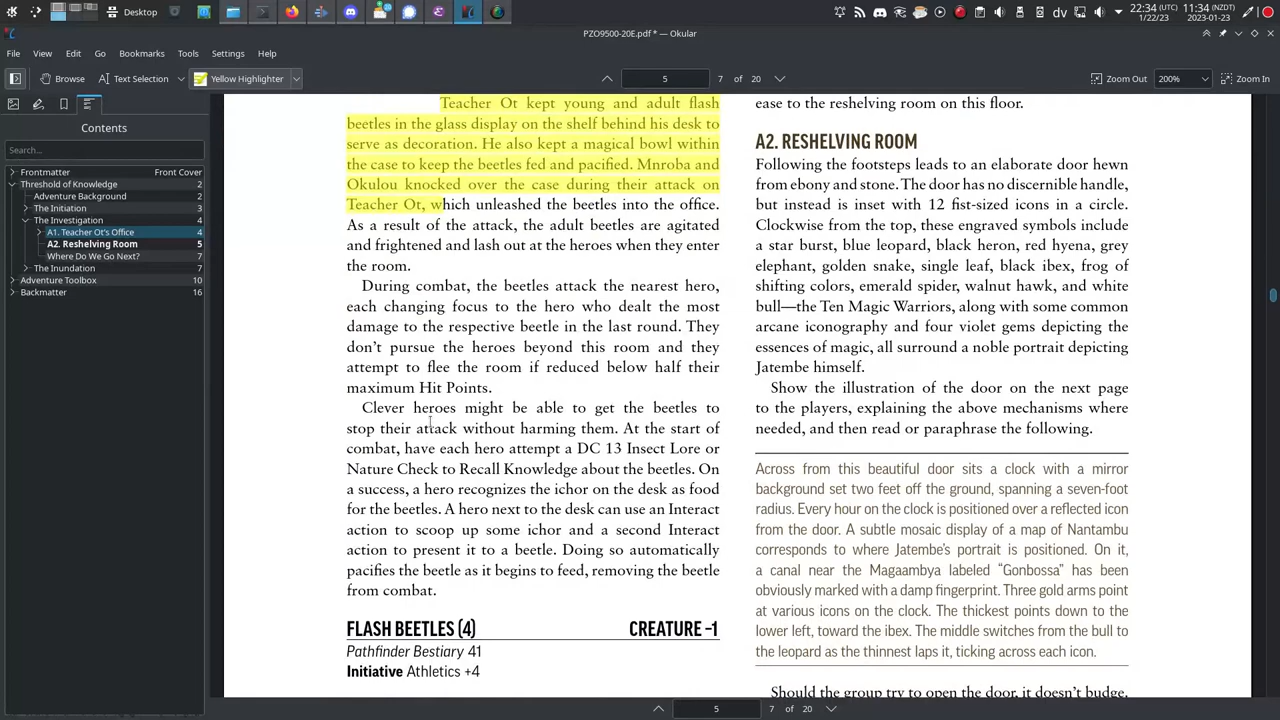 Desktop
dv
22:34 (UTC)
1/22/23
11:34 (NZDT)
2023-01-23
PZO9500-20E.pdf * — Okular
File
View
Edit
Go
Bookmarks
Tools
Settings
Help
Browse
Text Selection
Yellow Highlighter
5
7 of 20
Zoom Out
200%
Zoom In
Contents
Search...
Frontmatter Front Cover
Threshold of Knowledge 2
Adventure Background 2
The Initiation 3
The Investigation 4
A1. Teacher Ot's Office 4
A2. Reshelving Room 5
Where Do We Go Next? 7
The Inundation 7
Adventure Toolbox 10
Backmatter 16
Teacher Ot kept young and adult flash
beetles in the glass display on the shelf behind his desk to
serve as decoration. He also kept a magical bowl within
the case to keep the beetles fed and pacified. Mnroba and
Okulou knocked over the case during their attack on
Teacher Ot, which unleashed the beetles into the office.
As a result of the attack, the adult beetles are agitated
and frightened and lash out at the heroes when they enter
the room.
During combat, the beetles attack the nearest hero,
each changing focus to the hero who dealt the most
damage to the respective beetle in the last round. They
don't pursue the heroes beyond this room and they
attempt to flee the room if reduced below half their
maximum Hit Points.
Clever heroes might be able to get the beetles to
stop their attack without harming them. At the start of
combat, have each hero attempt a DC 13 Insect Lore or
Nature Check to Recall Knowledge about the beetles. On
a success, a hero recognizes the ichor on the desk as food
for the beetles. A hero next to the desk can use an Interact
action to scoop up some ichor and a second Interact
action to present it to a beetle. Doing so automatically
pacifies the beetle as it begins to feed, removing the beetle
from combat.
FLASH BEETLES (4) CREATURE –1
Pathfinder Bestiary 41
Initiative Athletics +4
ease to the reshelving room on this floor.
A2. RESHELVING ROOM
Following the footsteps leads to an elaborate door hewn
from ebony and stone. The door has no discernible handle,
but instead is inset with 12 fist-sized icons in a circle.
Clockwise from the top, these engraved symbols include
a star burst, blue leopard, black heron, red hyena, grey
elephant, golden snake, single leaf, black ibex, frog of
shifting colors, emerald spider, walnut hawk, and white
bull—the Ten Magic Warriors, along with some common
arcane iconography and four violet gems depicting the
essences of magic, all surround a noble portrait depicting
Jatembe himself.
Show the illustration of the door on the next page
to the players, explaining the above mechanisms where
needed, and then read or paraphrase the following.
Across from this beautiful door sits a clock with a mirror
background set two feet off the ground, spanning a seven-foot
radius. Every hour on the clock is positioned over a reflected icon
from the door. A subtle mosaic display of a map of Nantambu
corresponds to where Jatembe's portrait is positioned. On it,
a canal near the Magaambya labeled “Gonbossa” has been
obviously marked with a damp fingerprint. Three gold arms point
at various icons on the clock. The thickest points down to the
lower left, toward the ibex. The middle switches from the bull to
the leopard as the thinnest laps it, ticking across each icon.
Should the group try to open the door, it doesn't budge.
5
7 of 20